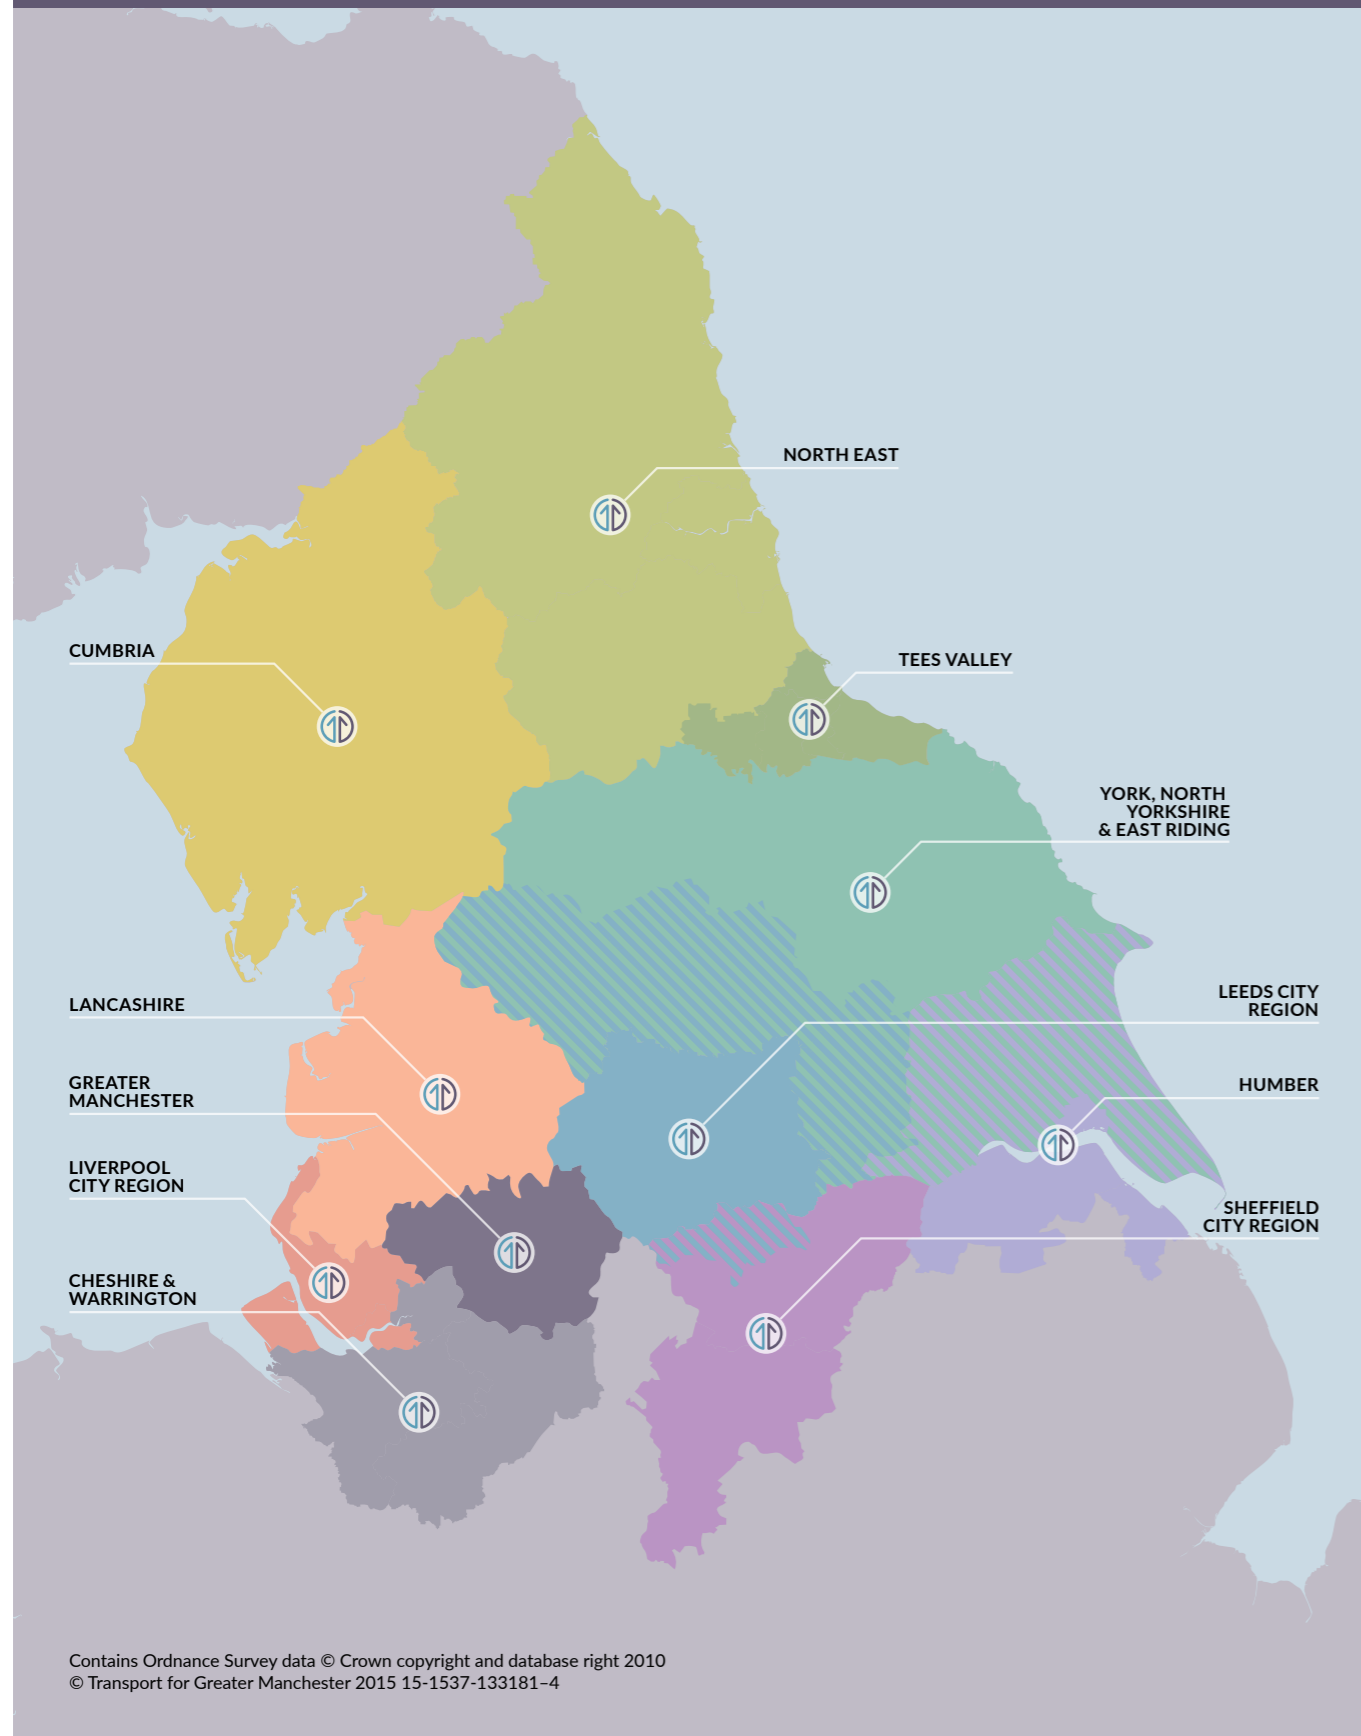 NORTH EAST
CUMBRIA
TEES VALLEY
YORK, NORTH
YORKSHIRE
& EAST RIDING
LEEDS CITY
REGION
LANCASHIRE
GREATER
MANCHESTER
HUMBER
LIVERPOOL
CITY REGION
SHEFFIELD
CITY REGION
CHESHIRE &
WARRINGTON
Contains Ordnance Survey data © Crown copyright and database right 2010
© Transport for Greater Manchester 2015 15-1537-133181–4